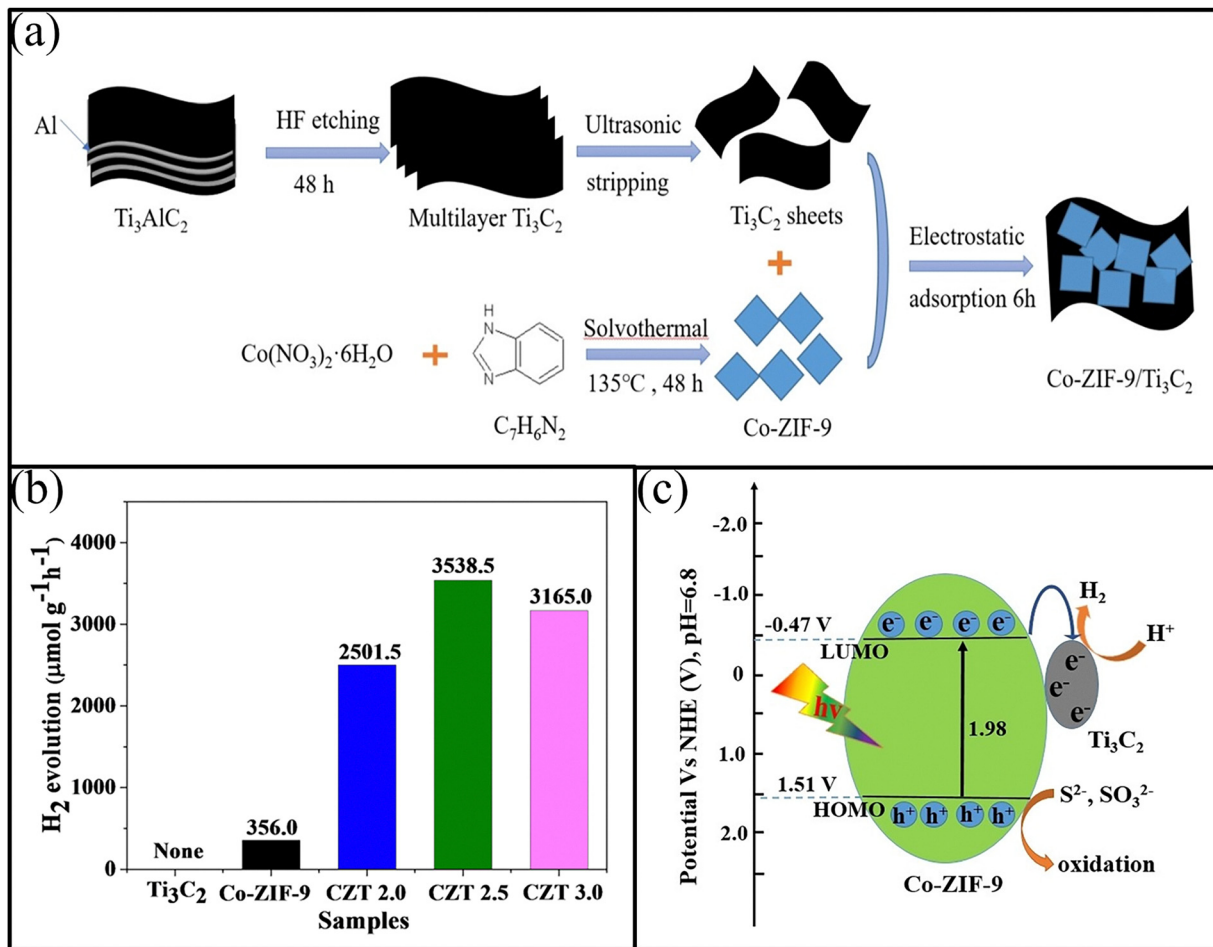 (a)
Al
Ti₃AlC₂
HF etching
48 h
Multilayer Ti₃C₂
Ultrasonic
stripping
Ti₃C₂ sheets
+
Co(NO₃)₂·6H₂O
+
H
N
N
C₇H₆N₂
Solvothermal
135°C , 48 h
Co-ZIF-9
Electrostatic
adsorption 6h
Co-ZIF-9/Ti₃C₂
(b)
H₂ evolution (μmol g⁻¹h⁻¹)
4000
3000
2000
1000
0
None
356.0
2501.5
3538.5
3165.0
Ti₃C₂ Co-ZIF-9 CZT 2.0 CZT 2.5 CZT 3.0
Samples
(c)
Potential Vs NHE (V), pH=6.8
-2.0
-1.0
0
1.0
2.0
-0.47 V
LUMO
e⁻ e⁻ e⁻ e⁻
hv
1.98
1.51 V
HOMO
h⁺ h⁺ h⁺ h⁺
Co-ZIF-9
H₂
H⁺
e⁻
e⁻
e⁻
Ti₃C₂
S²⁻, SO₃²⁻
oxidation